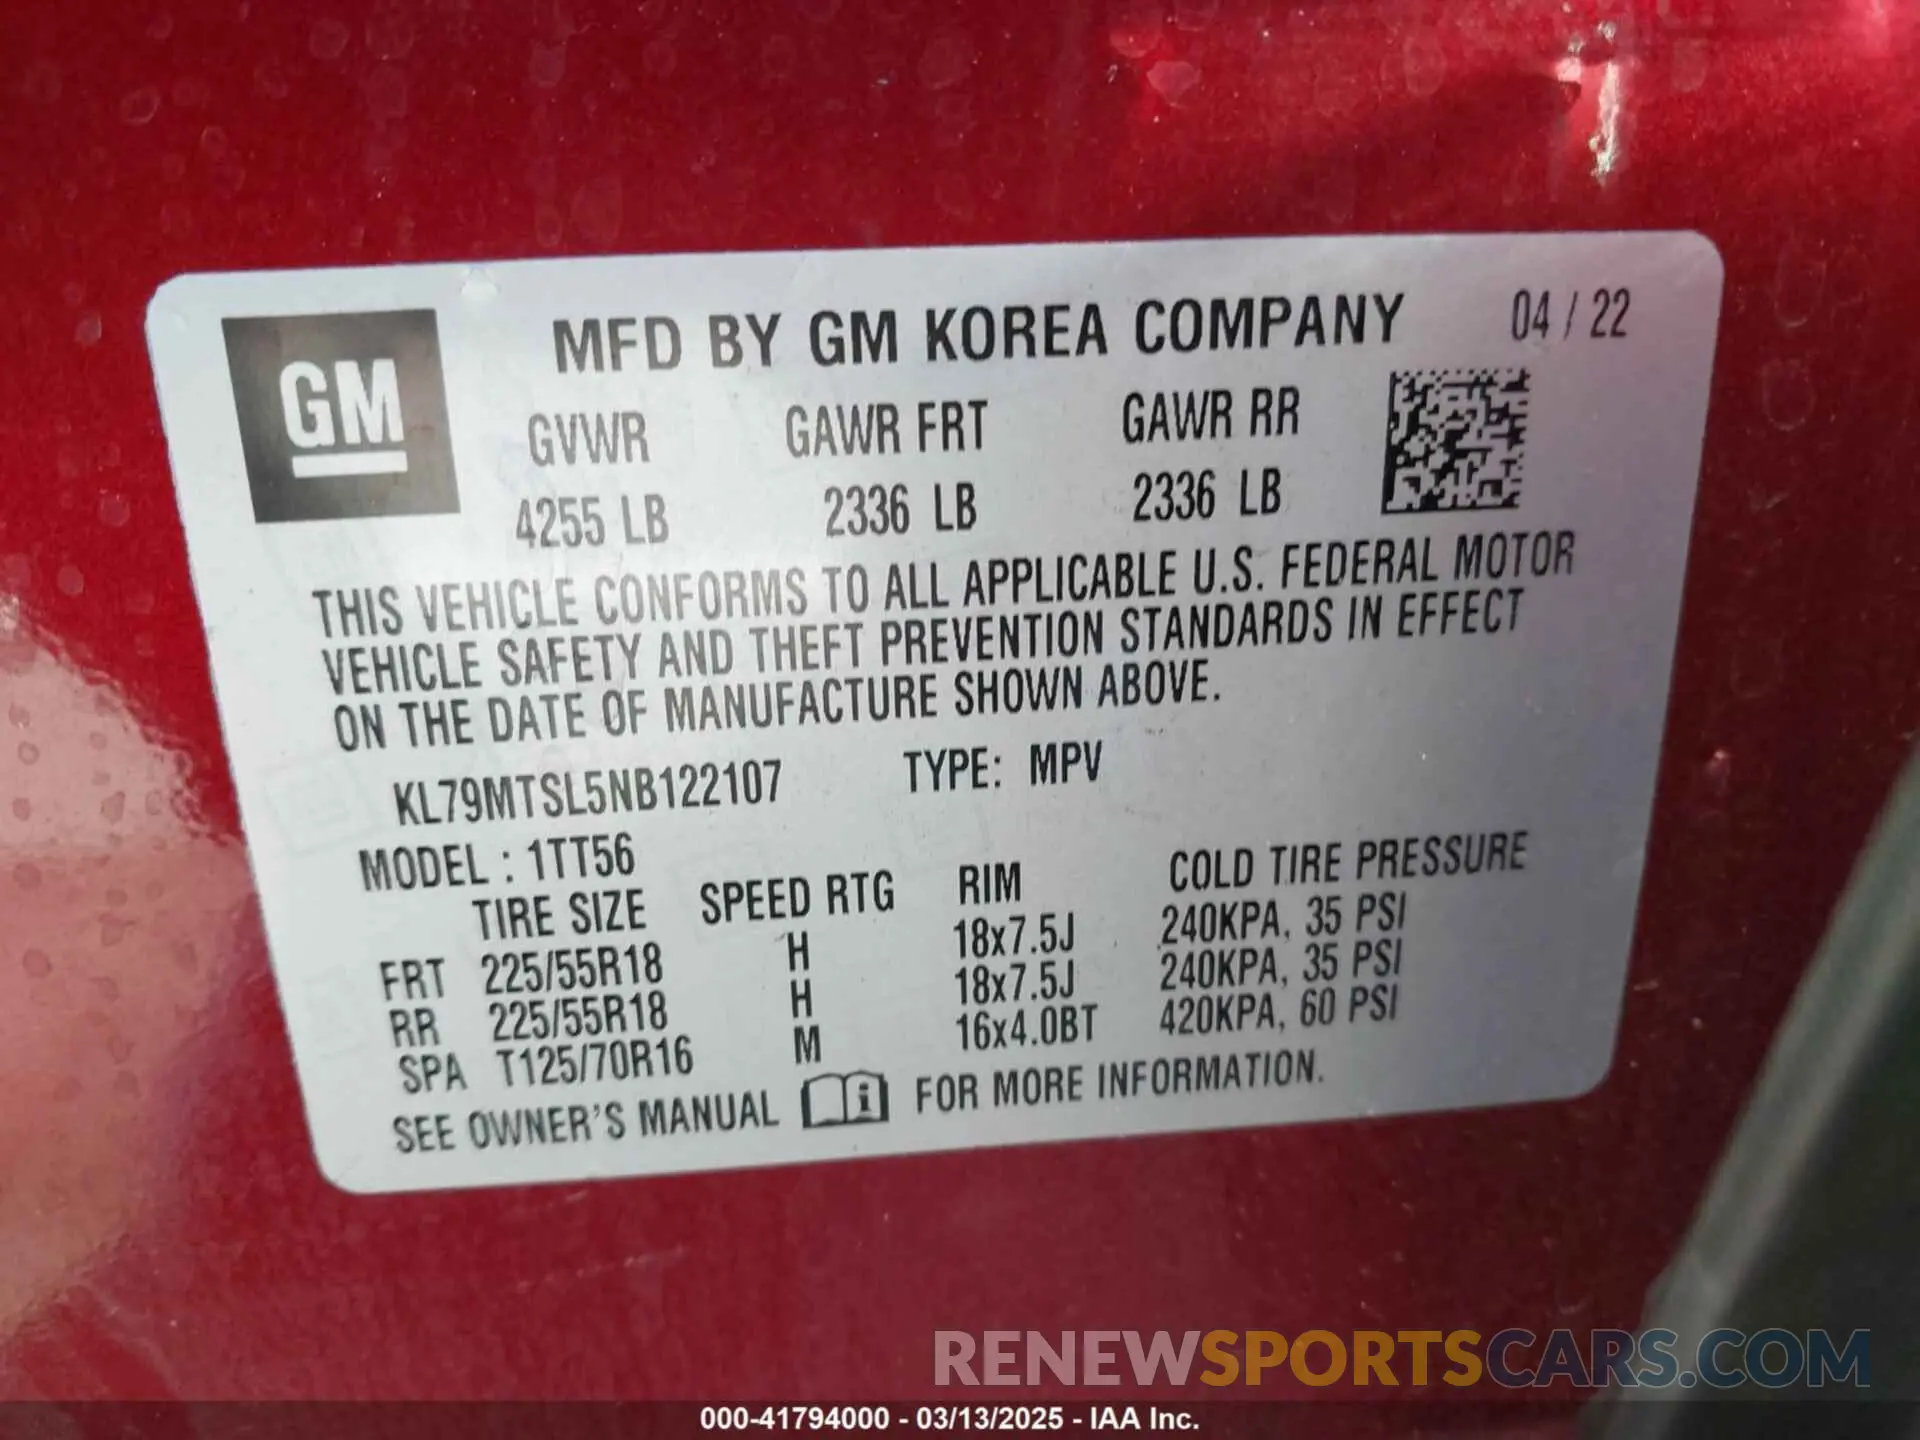 GM
MFD BY GM KOREA COMPANY 04 / 22
GVWR GAWR FRT GAWR RR
4255 LB 2336 LB 2336 LB
THIS VEHICLE CONFORMS TO ALL APPLICABLE U.S. FEDERAL MOTOR
VEHICLE SAFETY AND THEFT PREVENTION STANDARDS IN EFFECT
ON THE DATE OF MANUFACTURE SHOWN ABOVE.
KL79MTSL5NB122107 TYPE: MPV
MODEL : 1TT56
TIRE SIZE SPEED RTG RIM COLD TIRE PRESSURE
FRT 225/55R18 H 18x7.5J 240KPA, 35 PSI
RR 225/55R18 H 18x7.5J 240KPA, 35 PSI
SPA T125/70R16 M 16x4.0BT 420KPA, 60 PSI
SEE OWNER'S MANUAL i FOR MORE INFORMATION.
RENEWSPORTSCARS.COM
000-41794000 - 03/13/2025 - IAA Inc.